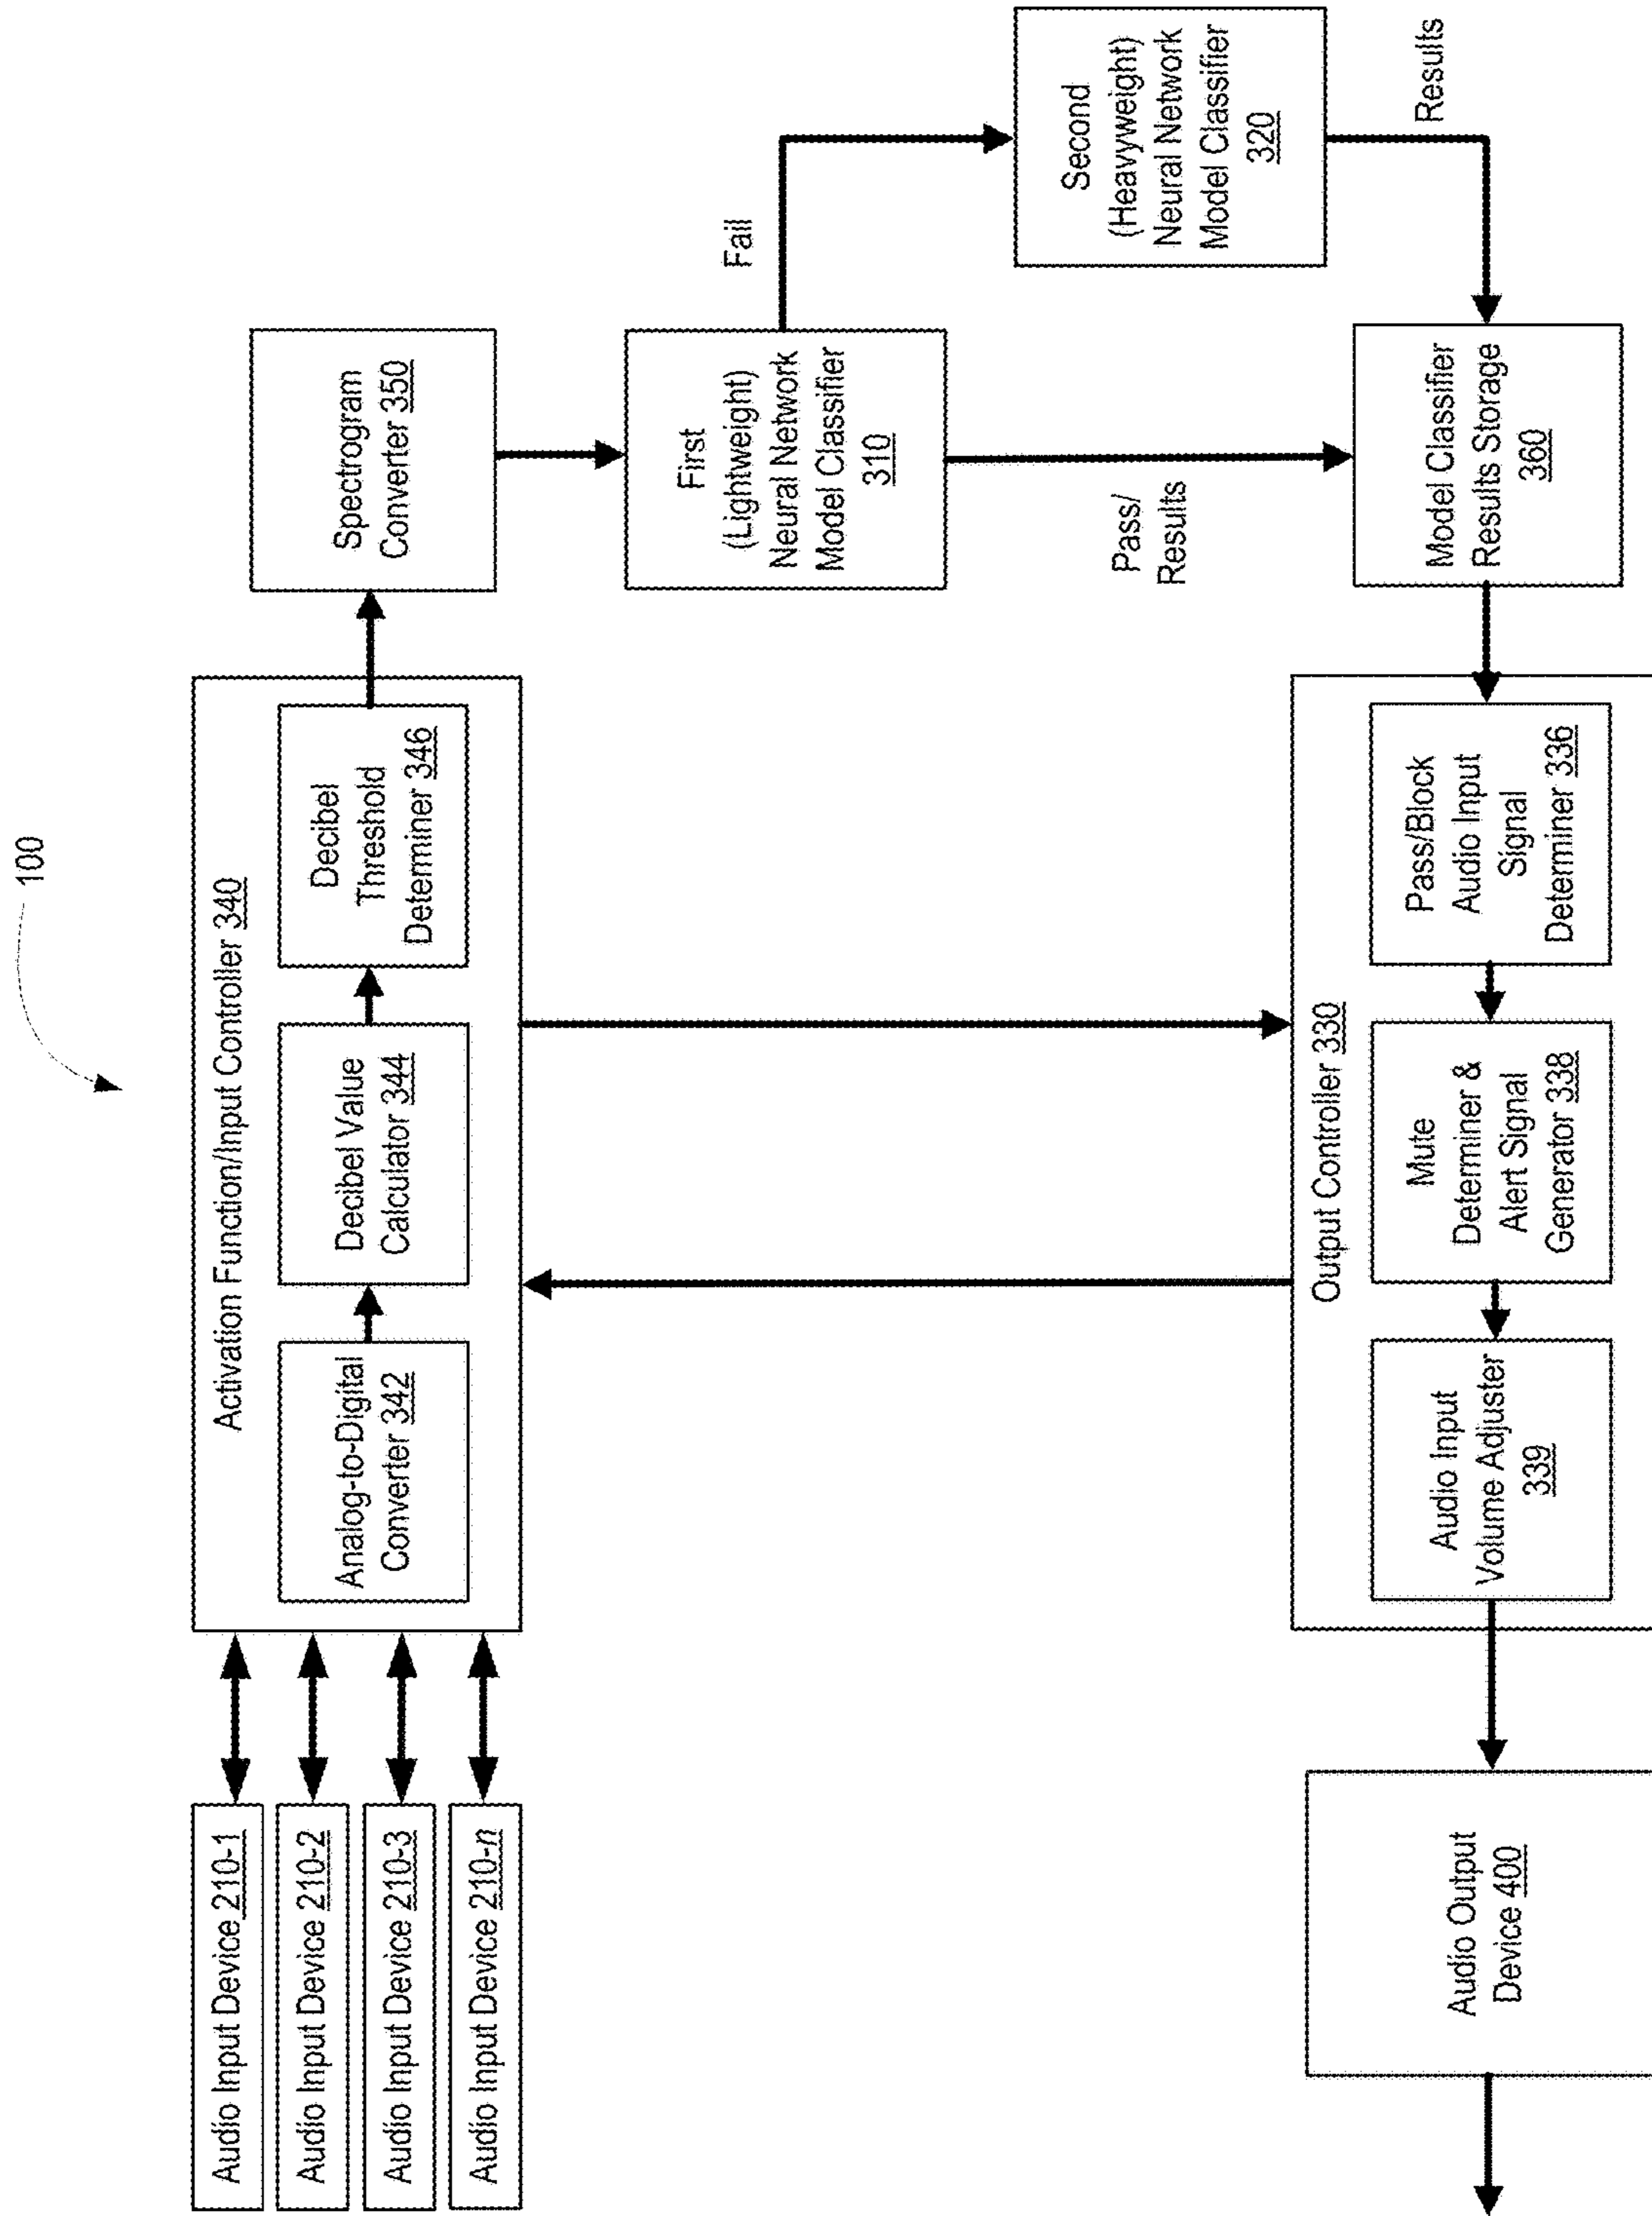 100
Audio Input Device 210-1
Audio Input Device 210-2
Audio Input Device 210-3
Audio Input Device 210-n
Activation Function/Input Controller 340
Analog-to-Digital
Converter 342
Decibel Value
Calculator 344
Decibel
Threshold
Determiner 346
Spectrogram
Converter 350
First
(Lightweight)
Neural Network
Model Classifier
310
Fail
Second
(Heavyweight)
Neural Network
Model Classifier
320
Pass/
Results
Results
Model Classifier
Results Storage
360
Output Controller 330
Pass/Block
Audio Input
Signal
Determiner 336
Mute
Determiner &
Alert Signal
Generator 338
Audio Input
Volume Adjuster
339
Audio Output
Device 400